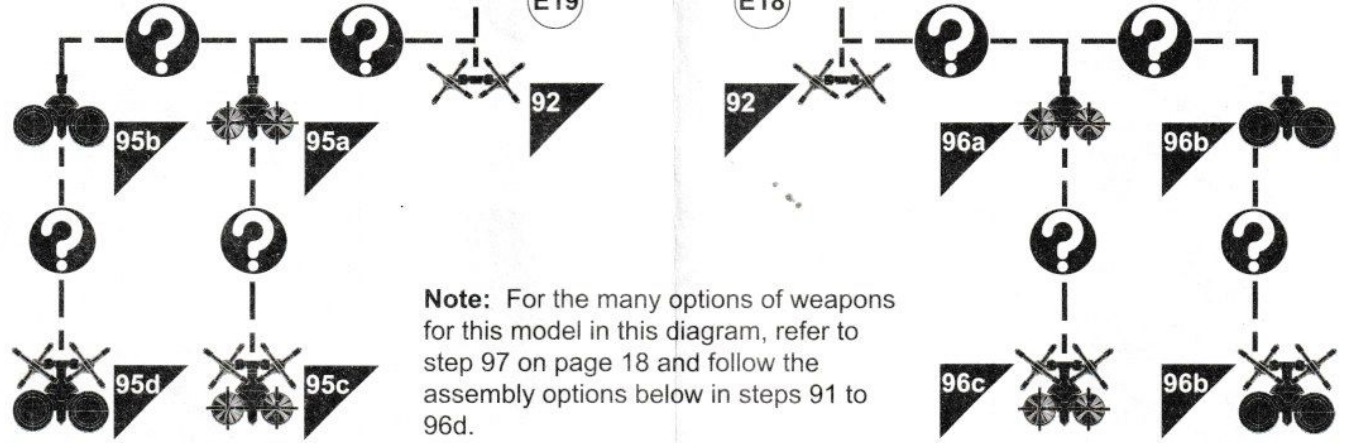 E19
E18
?
?
?
?
92
92
95b
95a
96a
96b
?
?
?
?
Note: For the many options of weapons
for this model in this diagram, refer to
step 97 on page 18 and follow the
assembly options below in steps 91 to
96d.
95d
95c
96c
96b